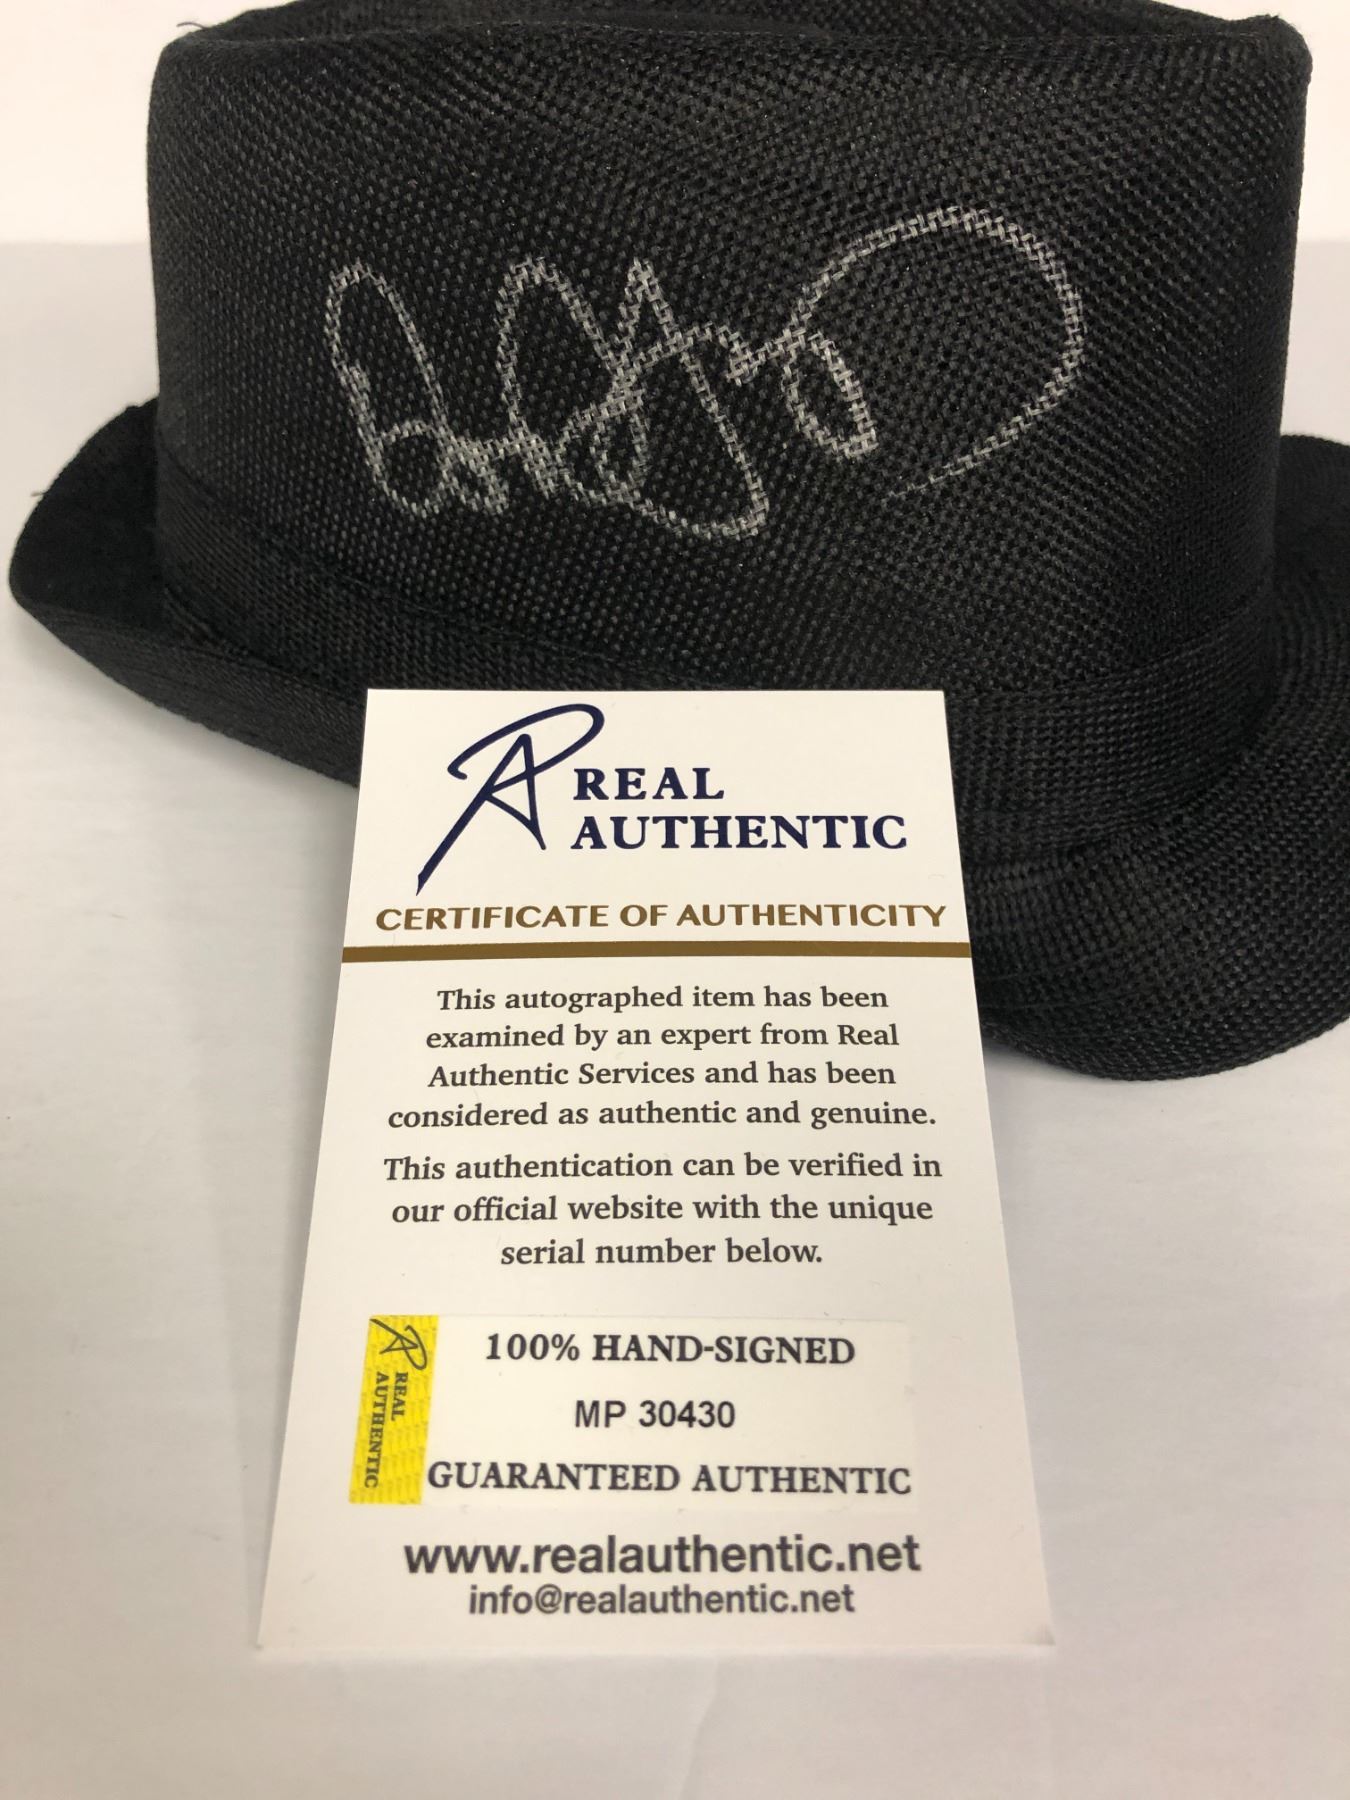 REAL
AUTHENTIC
CERTIFICATE OF AUTHENTICITY
This autographed item has been
examined by an expert from Real
Authentic Services and has been
considered as authentic and genuine.
This authentication can be verified in
our official website with the unique
serial number below.
REAL
AUTHENTIC
100% HAND-SIGNED
MP 30430
GUARANTEED AUTHENTIC
www.realauthentic.net
info@realauthentic.net